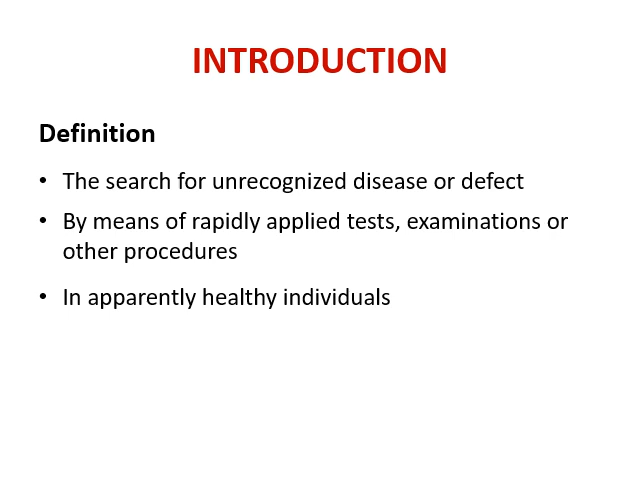 INTRODUCTION
Definition
• The search for unrecognized disease or defect
• By means of rapidly applied tests, examinations or
other procedures
• In apparently healthy individuals